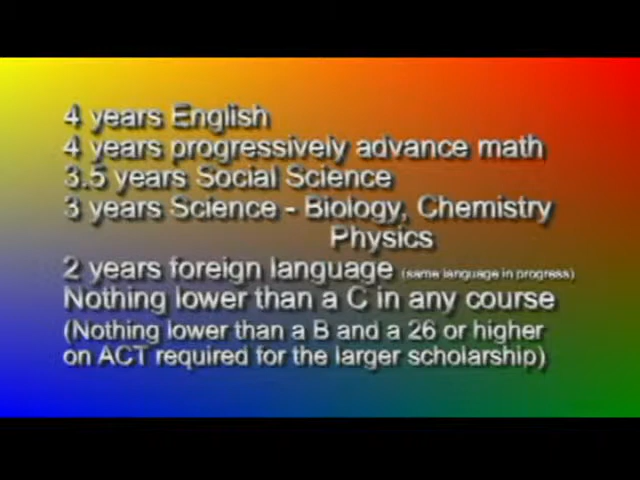 4 years English
4 years progressively advance math
3.5 years Social Science
3 years Science - Biology, Chemistry
Physics
2 years foreign language (same language in progress)
Nothing lower than a C in any course
(Nothing lower than a B and a 26 or higher
on ACT required for the larger scholarship)